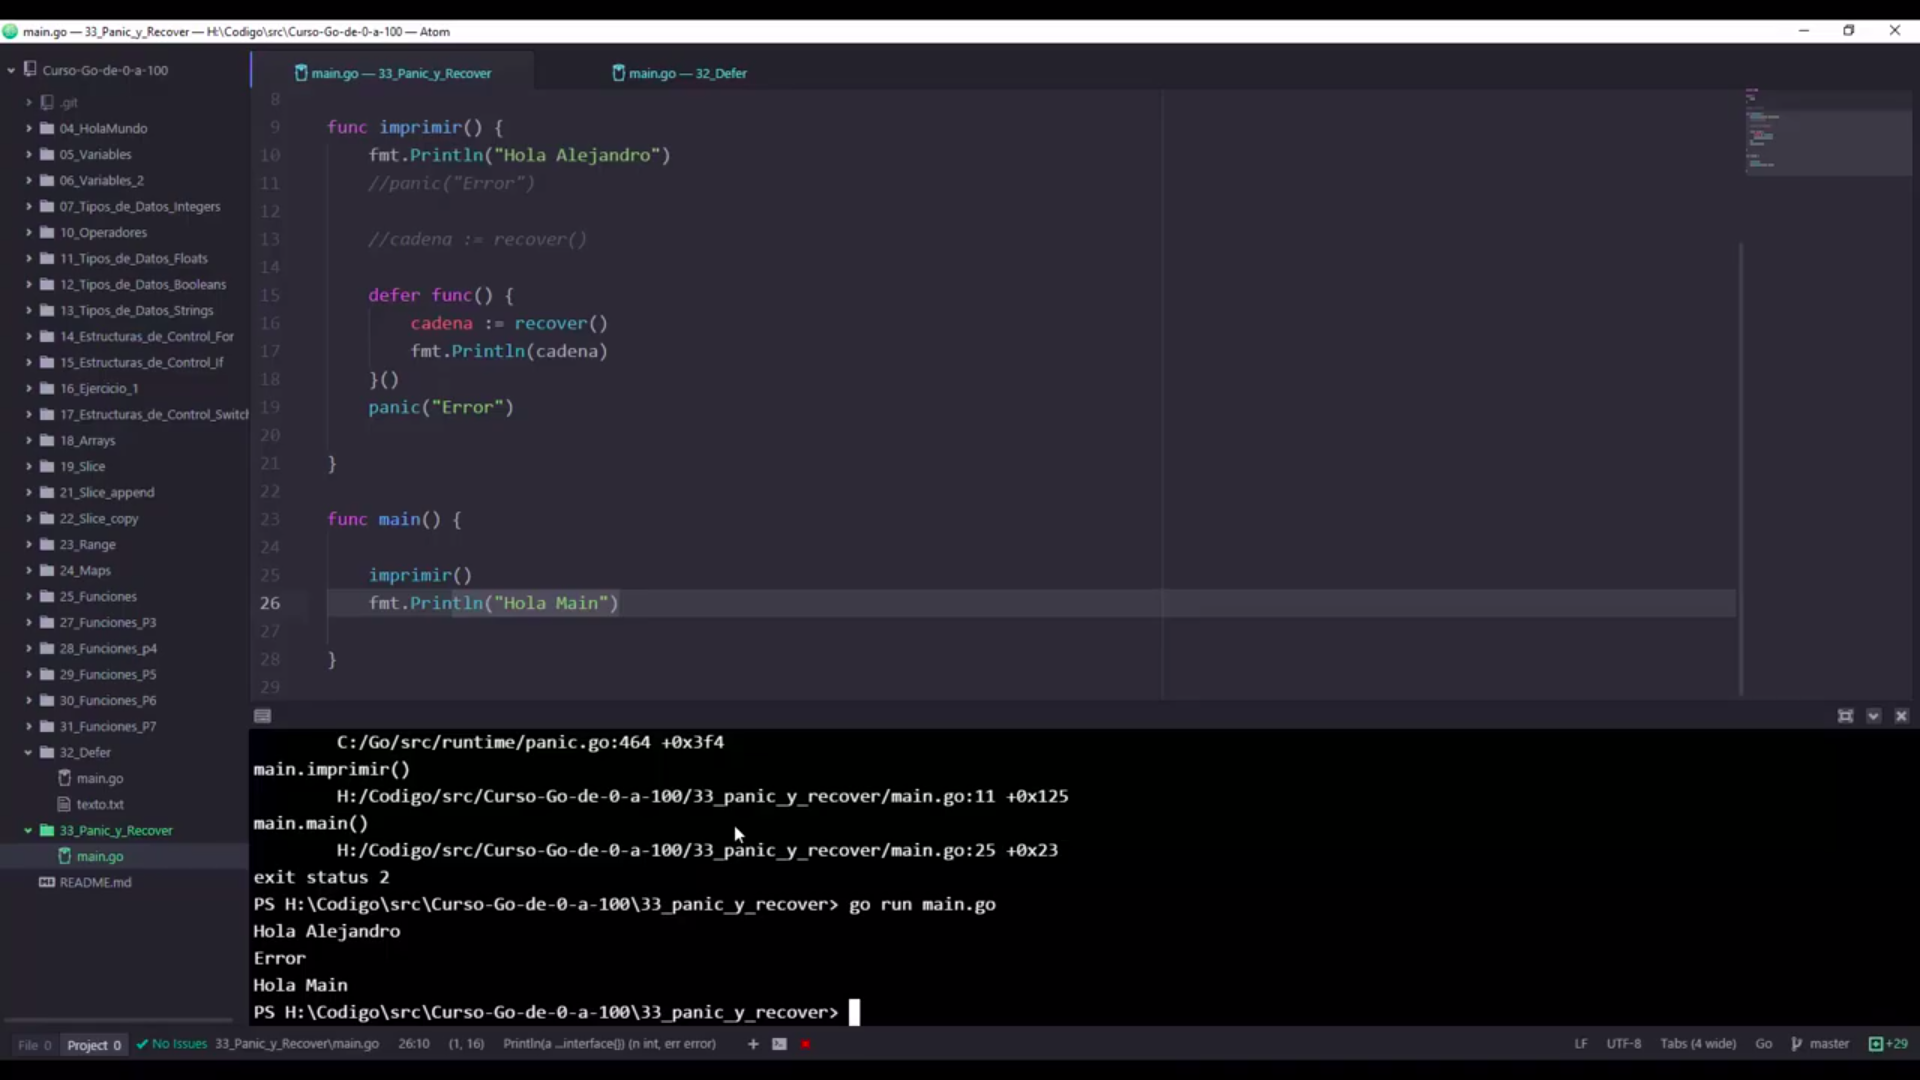 main.go — 33_Panic_y_Recover — H:\Codigo\src\Curso-Go-de-0-a-100 — Atom
Curso-Go-de-0-a-100
.git
04_HolaMundo
05_Variables
06_Variables_2
07_Tipos_de_Datos_Integers
10_Operadores
11_Tipos_de_Datos_Floats
12_Tipos_de_Datos_Booleans
13_Tipos_de_Datos_Strings
14_Estructuras_de_Control_For
15_Estructuras_de_Control_If
16_Ejercicio_1
17_Estructuras_de_Control_Switch
18_Arrays
19_Slice
21_Slice_append
22_Slice_copy
23_Range
24_Maps
25_Funciones
27_Funciones_P3
28_Funciones_p4
29_Funciones_P5
30_Funciones_P6
31_Funciones_P7
32_Defer
main.go
texto.txt
33_Panic_y_Recover
main.go
README.md
main.go — 33_Panic_y_Recover main.go — 32_Defer
8
9 func imprimir() {
10 fmt.Println("Hola Alejandro")
11 //panic("Error")
12
13 //cadena := recover()
14
15 defer func() {
16 cadena := recover()
17 fmt.Println(cadena)
18 }()
19 panic("Error")
20
21 }
22
23 func main() {
24
25 imprimir()
26 fmt.Println("Hola Main")
27
28 }
29
C:/Go/src/runtime/panic.go:464 +0x3f4
main.imprimir()
H:/Codigo/src/Curso-Go-de-0-a-100/33_panic_y_recover/main.go:11 +0x125
main.main()
H:/Codigo/src/Curso-Go-de-0-a-100/33_panic_y_recover/main.go:25 +0x23
exit status 2
PS H:\Codigo\src\Curso-Go-de-0-a-100\33_panic_y_recover> go run main.go
Hola Alejandro
Error
Hola Main
PS H:\Codigo\src\Curso-Go-de-0-a-100\33_panic_y_recover>
File 0 Project 0 No Issues 33_Panic_y_Recover\main.go 26:10 (1, 16) Println(a ...interface{}) (n int, err error) + LF UTF-8 Tabs (4 wide) Go master +29